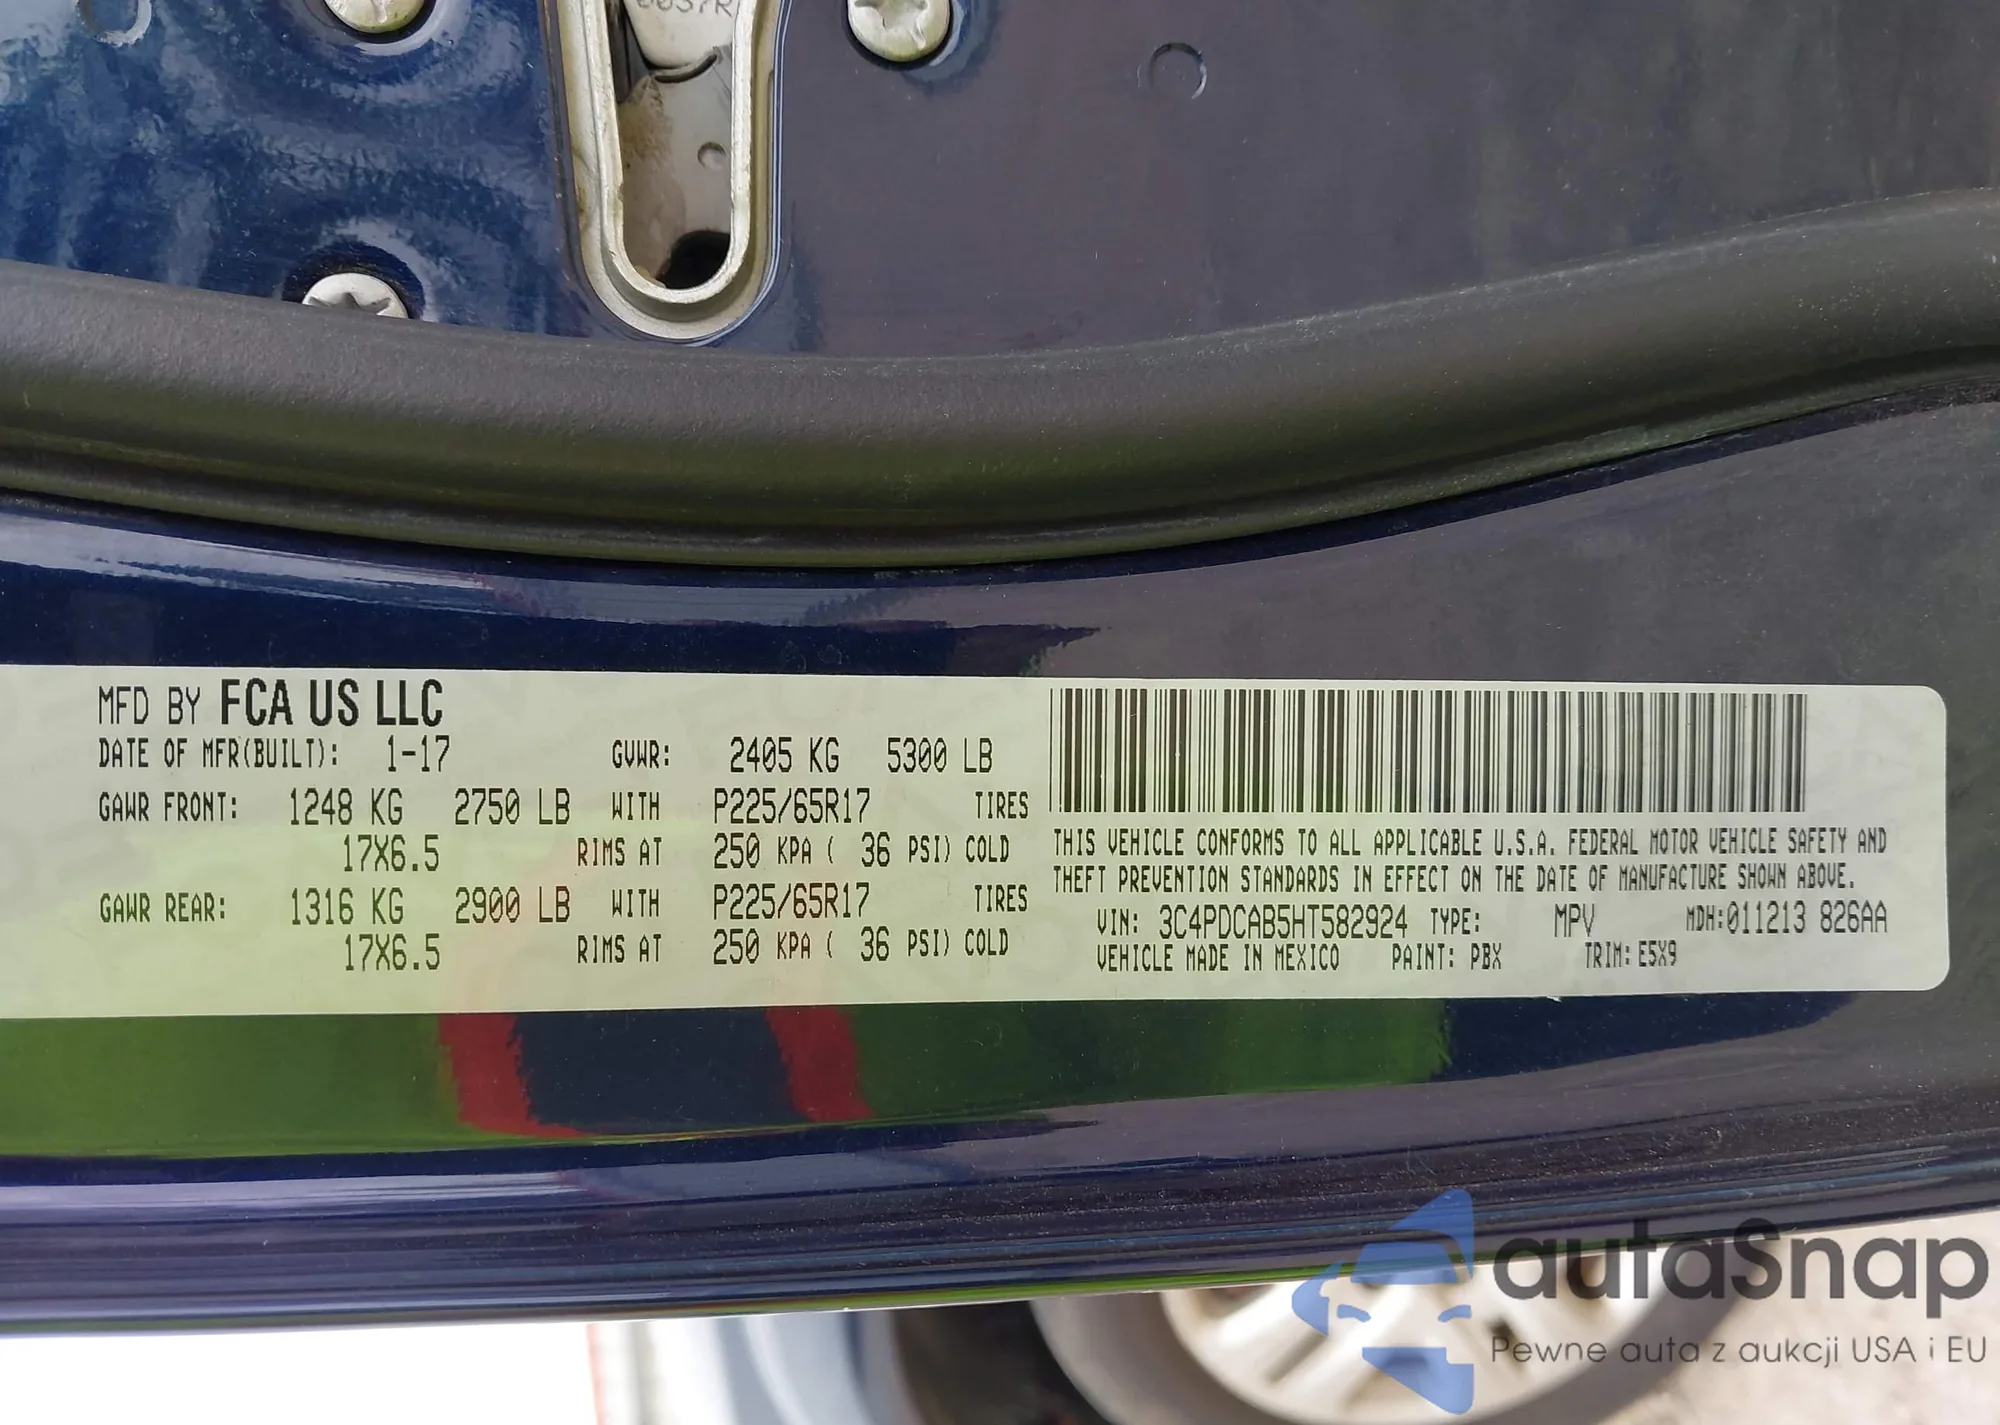 0037R
MFD BY FCA US LLC
DATE OF MFR(BUILT): 1-17 GVWR: 2405 KG 5300 LB
GAWR FRONT: 1248 KG 2750 LB WITH P225/65R17 TIRES
17X6.5 RIMS AT 250 KPA ( 36 PSI) COLD
GAWR REAR: 1316 KG 2900 LB WITH P225/65R17 TIRES
17X6.5 RIMS AT 250 KPA ( 36 PSI) COLD
THIS VEHICLE CONFORMS TO ALL APPLICABLE U.S.A. FEDERAL MOTOR VEHICLE SAFETY AND
THEFT PREVENTION STANDARDS IN EFFECT ON THE DATE OF MANUFACTURE SHOWN ABOVE.
VIN: 3C4PDCAB5HT582924 TYPE: MPV MDH:011213 826AA
VEHICLE MADE IN MEXICO PAINT: PBX TRIM: E5X9
autaSnap
Pewne auta z aukcji USA i EU